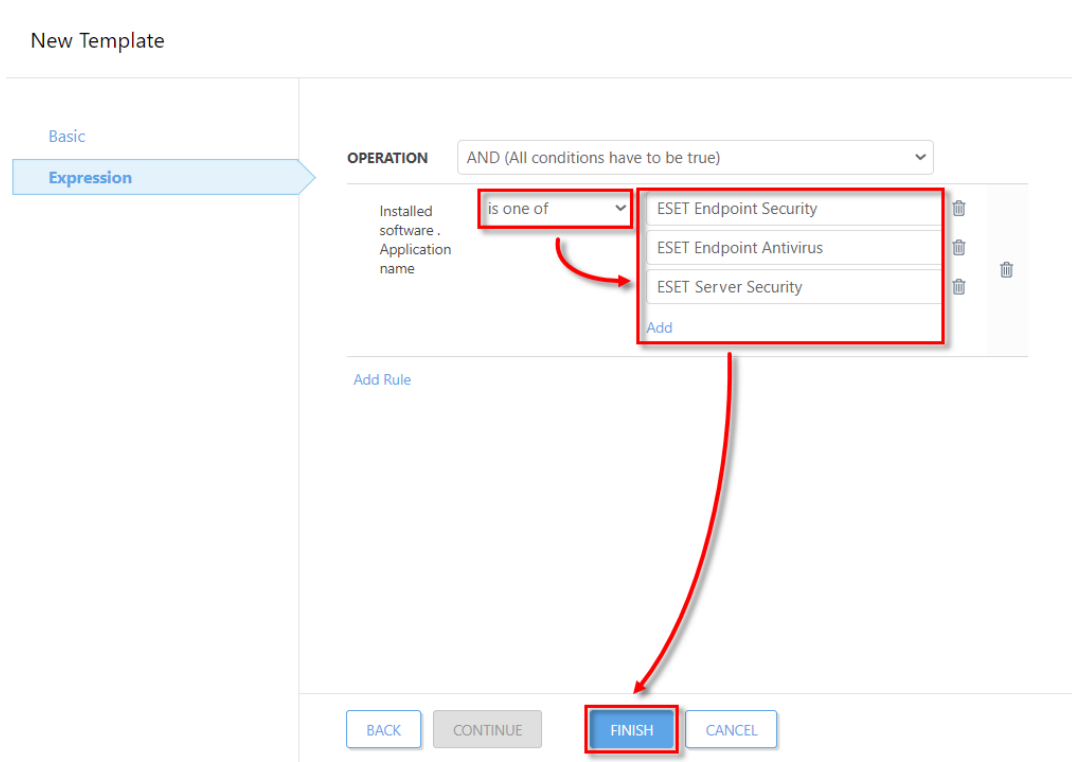 New Template
Basic
Expression
OPERATION
AND (All conditions have to be true)
Installed
software .
Application
name
is one of
ESET Endpoint Security
ESET Endpoint Antivirus
ESET Server Security
Add
Add Rule
BACK
CONTINUE
FINISH
CANCEL